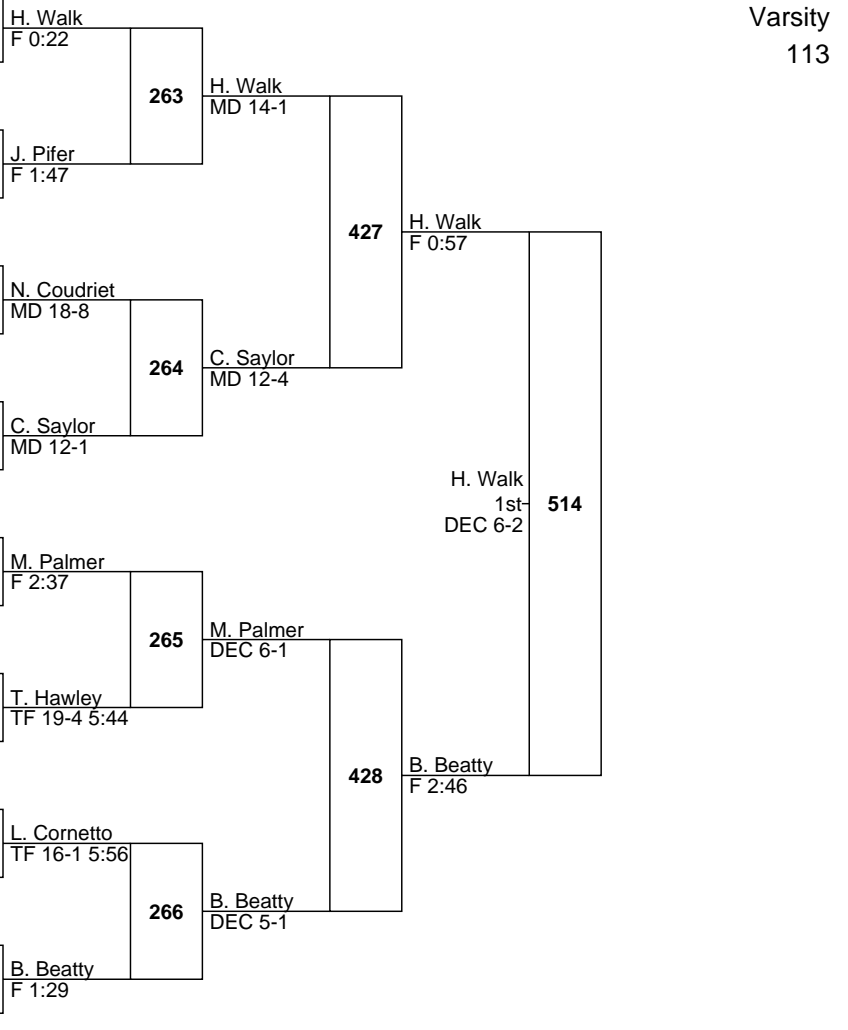 Varsity
113
H. Walk
F 0:22
263
H. Walk
MD 14-1
J. Pifer
F 1:47
427
H. Walk
F 0:57
N. Coudriet
MD 18-8
264
C. Saylor
MD 12-4
C. Saylor
MD 12-1
H. Walk
1st
DEC 6-2
514
M. Palmer
F 2:37
265
M. Palmer
DEC 6-1
T. Hawley
TF 19-4 5:44
428
B. Beatty
F 2:46
L. Cornetto
TF 16-1 5:56
266
B. Beatty
DEC 5-1
B. Beatty
F 1:29